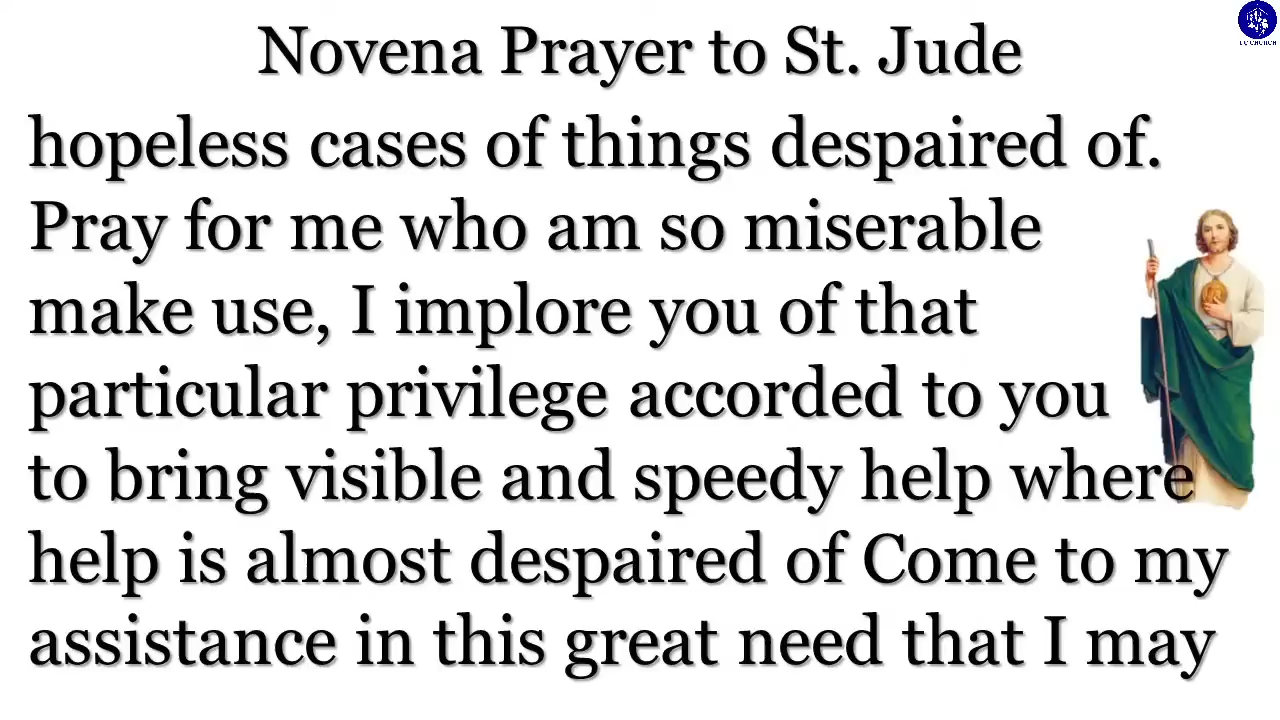 Novena Prayer to St. Jude
hopeless cases of things despaired of.
Pray for me who am so miserable
make use, I implore you of that
particular privilege accorded to you
to bring visible and speedy help where
help is almost despaired of Come to my
assistance in this great need that I may